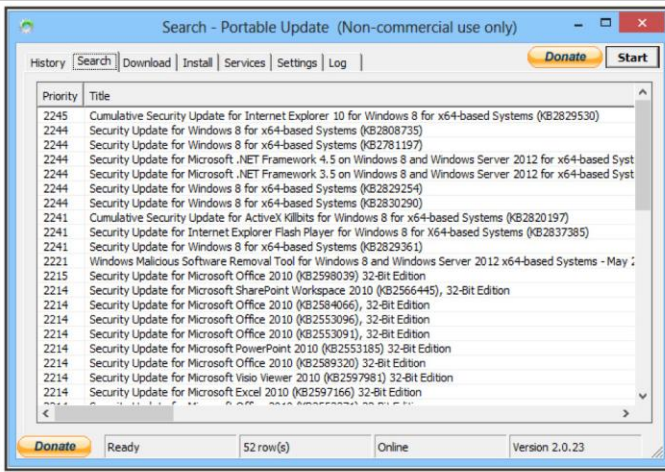 Search - Portable Update (Non-commercial use only)
History Search Download Install Services Settings Log Donate Start
Priority Title
2245 Cumulative Security Update for Internet Explorer 10 for Windows 8 for x64-based Systems (KB2829530)
2244 Security Update for Windows 8 for x64-based Systems (KB2808735)
2244 Security Update for Windows 8 for x64-based Systems (KB2781197)
2244 Security Update for Microsoft .NET Framework 4.5 on Windows 8 and Windows Server 2012 for x64-based Syst
2244 Security Update for Microsoft .NET Framework 3.5 on Windows 8 and Windows Server 2012 for x64-based Syst
2244 Security Update for Windows 8 for x64-based Systems (KB2829254)
2244 Security Update for Windows 8 for x64-based Systems (KB2830290)
2241 Cumulative Security Update for ActiveX Killbits for Windows 8 for x64-based Systems (KB2820197)
2241 Security Update for Internet Explorer Flash Player for Windows 8 for X64-based Systems (KB2837385)
2241 Security Update for Windows 8 for x64-based Systems (KB2829361)
2221 Windows Malicious Software Removal Tool for Windows 8 and Windows Server 2012 x64-based Systems - May
2215 Security Update for Microsoft Office 2010 (KB2598039) 32-Bit Edition
2214 Security Update for Microsoft SharePoint Workspace 2010 (KB2566445), 32-Bit Edition
2214 Security Update for Microsoft Office 2010 (KB2584066), 32-Bit Edition
2214 Security Update for Microsoft Office 2010 (KB2553096), 32-Bit Edition
2214 Security Update for Microsoft Office 2010 (KB2553091), 32-Bit Edition
2214 Security Update for Microsoft PowerPoint 2010 (KB2553185) 32-Bit Edition
2214 Security Update for Microsoft Office 2010 (KB2589320) 32-Bit Edition
2214 Security Update for Microsoft Visio Viewer 2010 (KB2597981) 32-Bit Edition
2214 Security Update for Microsoft Excel 2010 (KB2597166) 32-Bit Edition
Donate Ready 52 row(s) Online Version 2.0.23